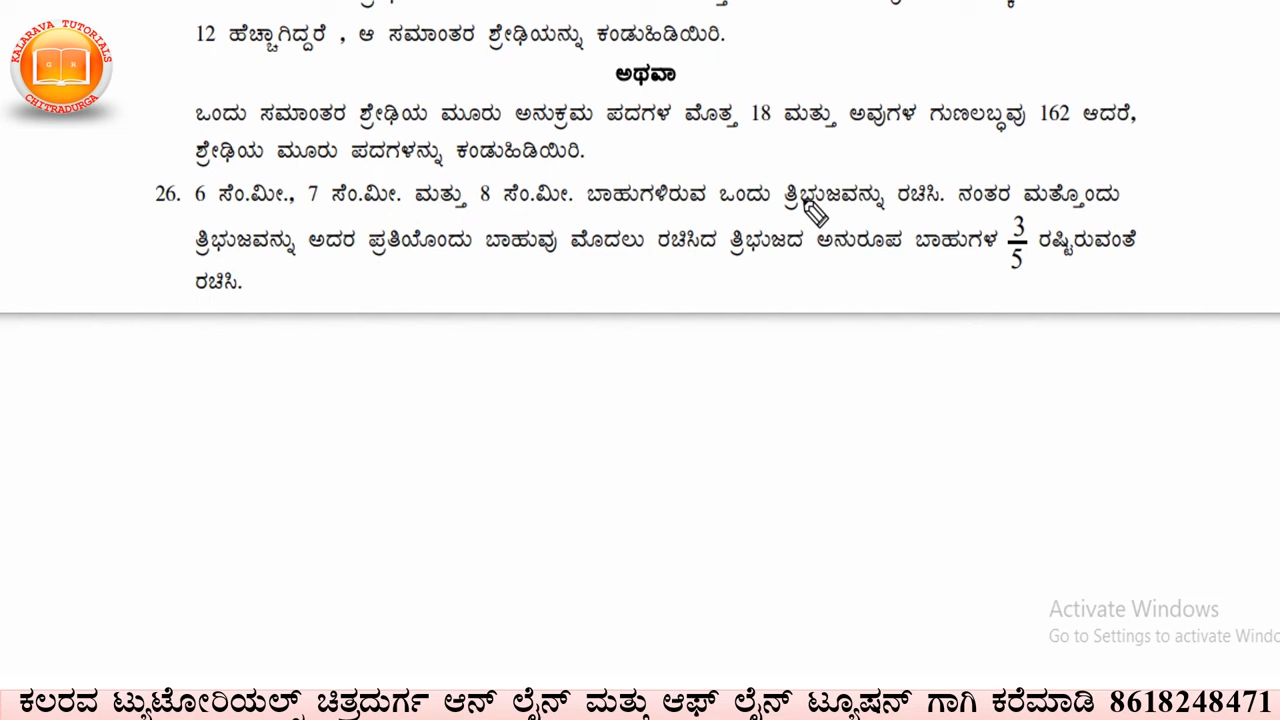 12 ಹೆಚ್ಚಾಗಿದ್ದರೆ , ಆ ಸಮಾಂತರ ಶ್ರೇಢಿಯನ್ನು ಕಂಡುಹಿಡಿಯಿರಿ.
ಅಥವಾ
ಒಂದು ಸಮಾಂತರ ಶ್ರೇಢಿಯ ಮೂರು ಅನುಕ್ರಮ ಪದಗಳ ಮೊತ್ತ 18 ಮತ್ತು ಅವುಗಳ ಗುಣಲಬ್ಧವು 162 ಆದರೆ,
ಶ್ರೇಢಿಯ ಮೂರು ಪದಗಳನ್ನು ಕಂಡುಹಿಡಿಯಿರಿ.
26. 6 ಸೆಂ.ಮೀ., 7 ಸೆಂ.ಮೀ. ಮತ್ತು 8 ಸೆಂ.ಮೀ. ಬಾಹುಗಳಿರುವ ಒಂದು ತ್ರಿಭುಜವನ್ನು ರಚಿಸಿ. ನಂತರ ಮತ್ತೊಂದು
ತ್ರಿಭುಜವನ್ನು ಅದರ ಪ್ರತಿಯೊಂದು ಬಾಹುವು ಮೊದಲು ರಚಿಸಿದ ತ್ರಿಭುಜದ ಅನುರೂಪ ಬಾಹುಗಳ 3/5 ರಷ್ಟಿರುವಂತೆ
ರಚಿಸಿ.
KALARAVA TUTORIALS
G R
CHITRADURGA
Activate Windows
Go to Settings to activate Windo
ಕಲರವ ಟ್ಯುಟೋರಿಯಲ್ಸ್ ಚಿತ್ರದುರ್ಗ ಆನ್ ಲೈನ್ ಮತ್ತು ಆಫ್ ಲೈನ್ ಟ್ಯೂಷನ್ ಗಾಗಿ ಕರೆಮಾಡಿ 8618248471